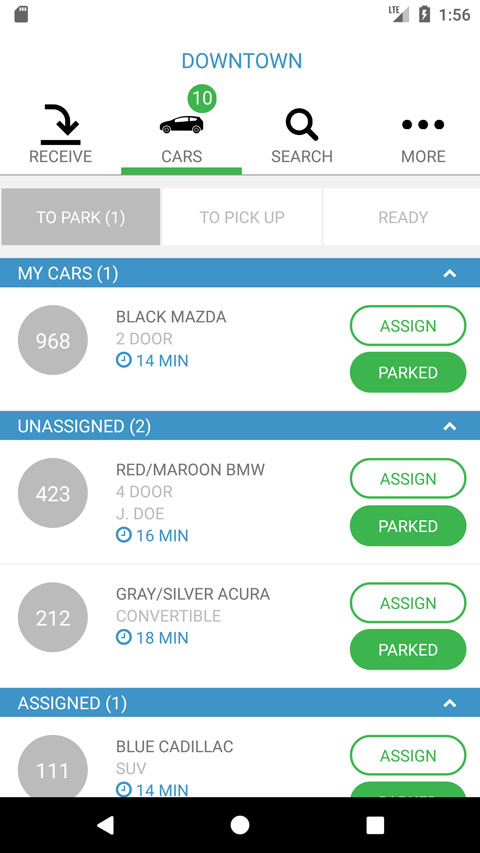 LTE 1:56
DOWNTOWN
10
RECEIVE CARS SEARCH MORE
TO PARK (1) TO PICK UP READY
MY CARS (1)
968
BLACK MAZDA
2 DOOR
14 MIN
ASSIGN
PARKED
UNASSIGNED (2)
423
RED/MAROON BMW
4 DOOR
J. DOE
16 MIN
ASSIGN
PARKED
212
GRAY/SILVER ACURA
CONVERTIBLE
18 MIN
ASSIGN
PARKED
ASSIGNED (1)
111
BLUE CADILLAC
SUV
14 MIN
ASSIGN